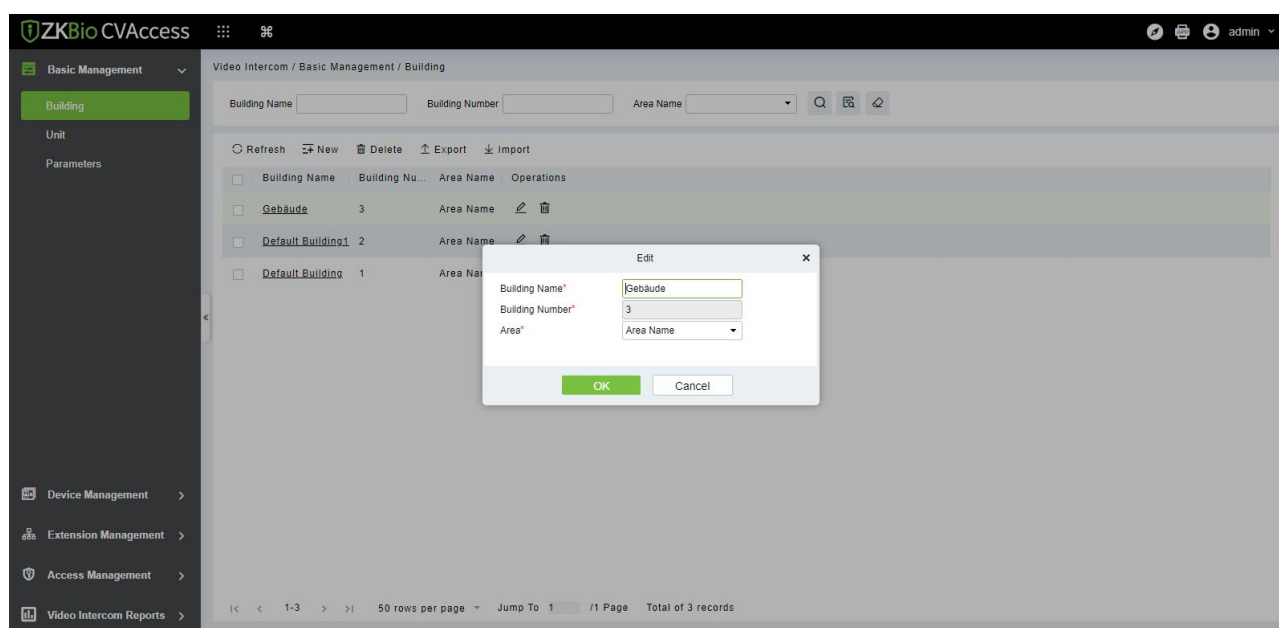 ZKBio CVAccess
admin
Basic Management
Building
Unit
Parameters
Device Management
Extension Management
Access Management
Video Intercom Reports
Video Intercom / Basic Management / Building
Building Name Building Number Area Name
Refresh New Delete Export Import
Building Name Building Nu... Area Name Operations
Gebäude 3 Area Name
Default Building1 2 Area Name
Default Building 1 Area Nar
Edit
Building Name* Gebäude
Building Number* 3
Area* Area Name
OK Cancel
1-3 50 rows per page Jump To 1 /1 Page Total of 3 records